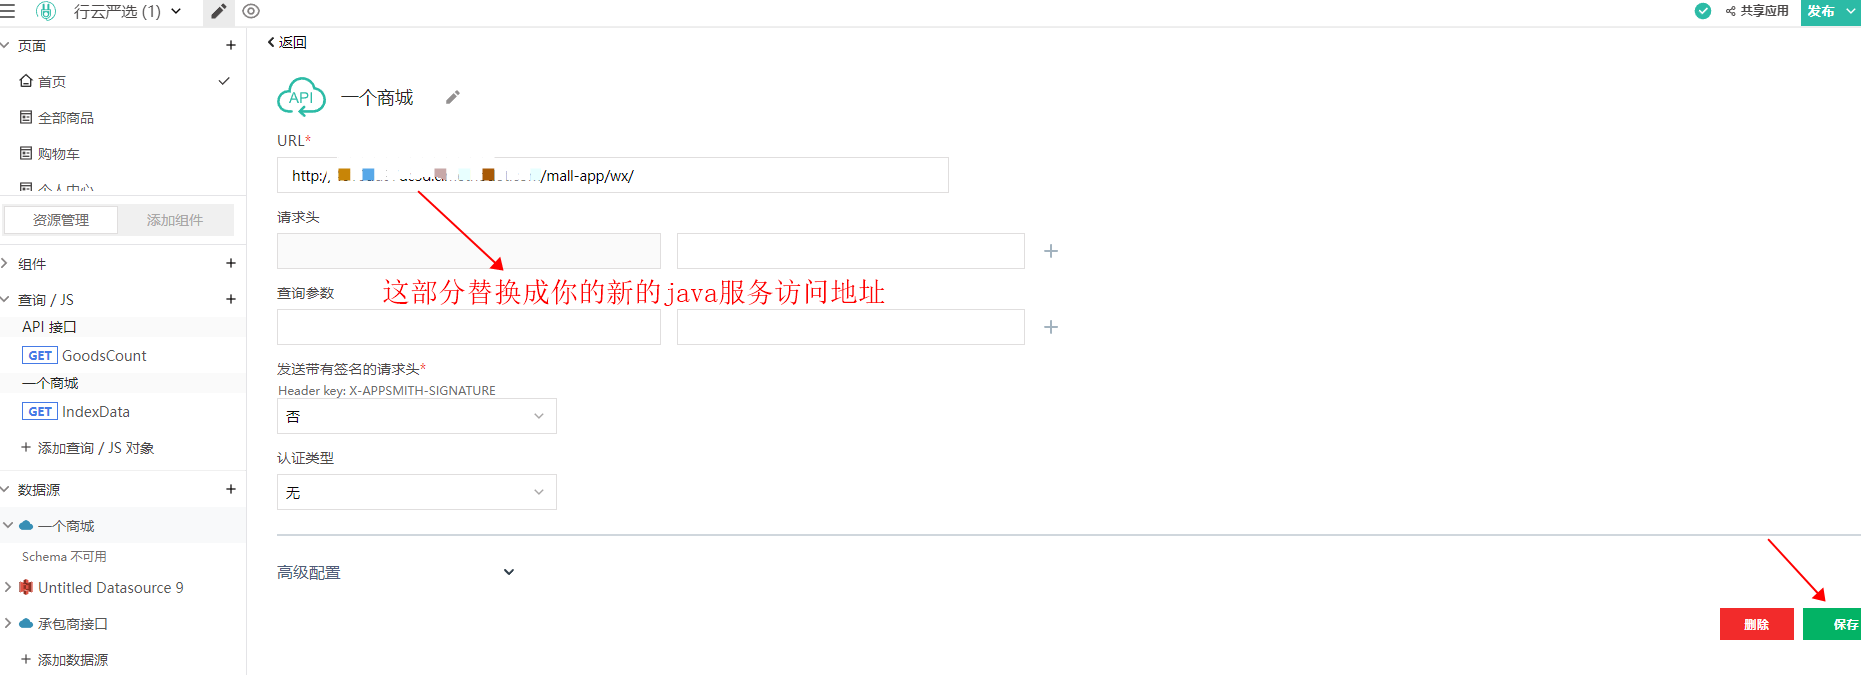 行云严选 (1)
共享应用
发布
页面
首页
全部商品
购物车
个人中心
资源管理
添加组件
组件
查询 / JS
API 接口
GET GoodsCount
一个商城
GET IndexData
添加查询 / JS 对象
数据源
一个商城
Schema 不可用
Untitled Datasource 9
承包商接口
添加数据源
返回
API
一个商城
URL*
http:/
/mall-app/wx/
请求头
这部分替换成你的新的java服务访问地址
查询参数
发送带有签名的请求头*
Header key: X-APPSMITH-SIGNATURE
否
认证类型
无
高级配置
删除
保存